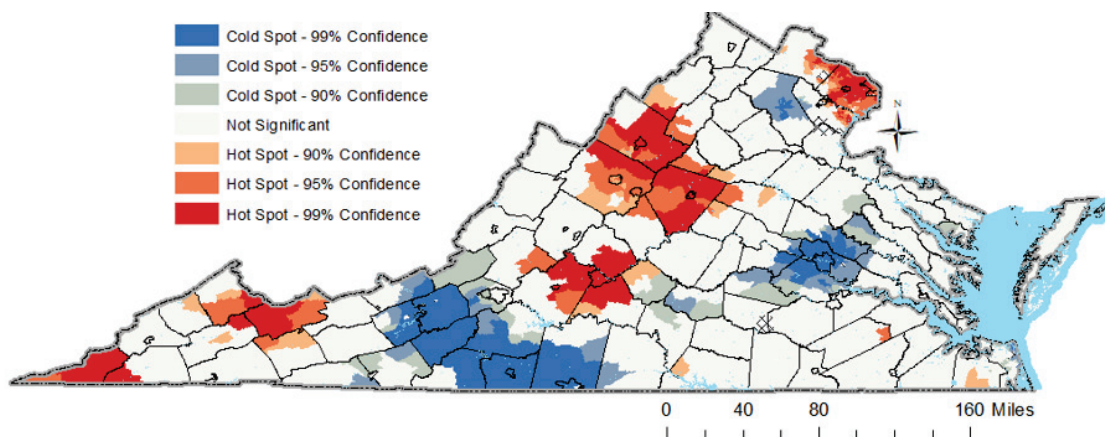 Cold Spot - 99% Confidence
Cold Spot - 95% Confidence
Cold Spot - 90% Confidence
Not Significant
Hot Spot - 90% Confidence
Hot Spot - 95% Confidence
Hot Spot - 99% Confidence
N
0 40 80 160 Miles